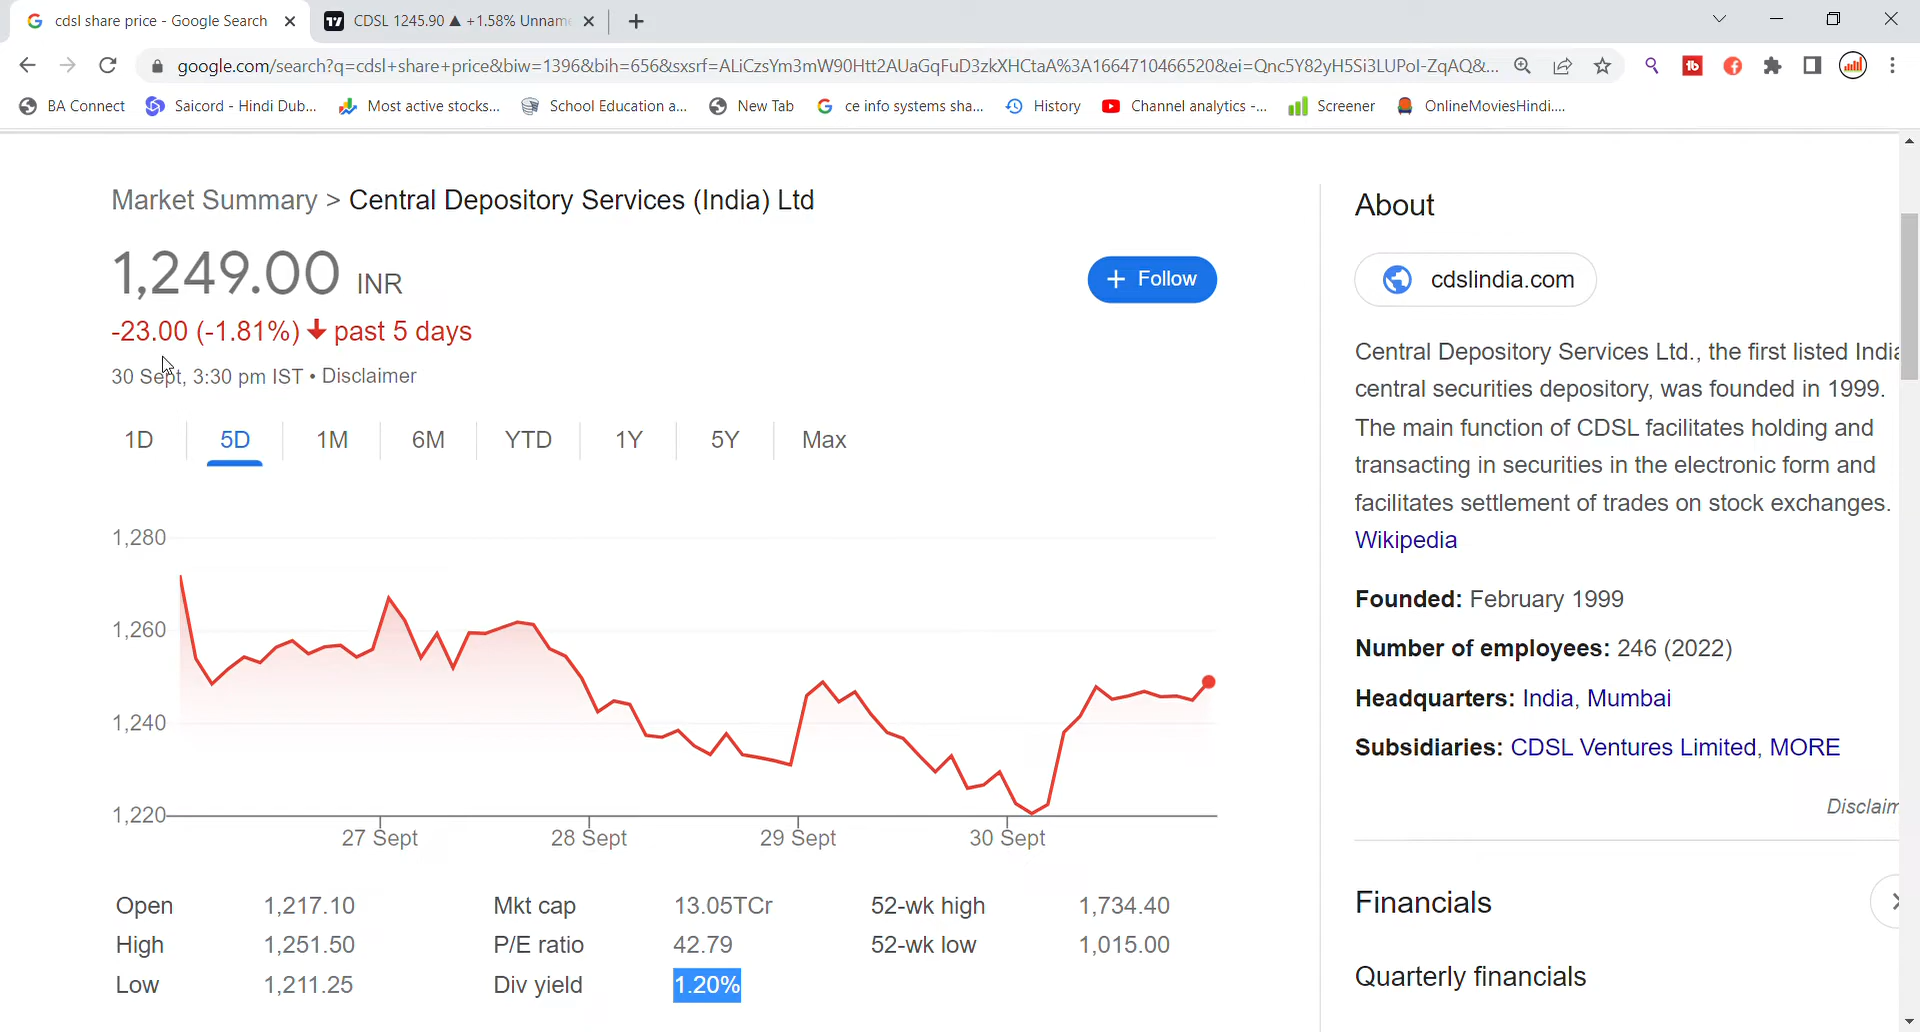 cdsl share price - Google Search
CDSL 1245.90 ▲ +1.58% Unnam
google.com/search?q=cdsl+share+price&biw=1396&bih=656&sxsrf=ALiCzsYm3mW90Htt2AUaGqFuD3zkXHCtaA%3A1664710466520&ei=Qnc5Y82yH5Si3LUPoI-ZqAQ&...
BA Connect
Saicord - Hindi Dub...
Most active stocks...
School Education a...
New Tab
ce info systems sha...
History
Channel analytics -...
Screener
OnlineMoviesHindi....
Market Summary > Central Depository Services (India) Ltd
1,249.00 INR
+ Follow
-23.00 (-1.81%) ↓ past 5 days
30 Sept, 3:30 pm IST • Disclaimer
1D 5D 1M 6M YTD 1Y 5Y Max
1,280
1,260
1,240
1,220
27 Sept 28 Sept 29 Sept 30 Sept
Open 1,217.10 Mkt cap 13.05TCr 52-wk high 1,734.40
High 1,251.50 P/E ratio 42.79 52-wk low 1,015.00
Low 1,211.25 Div yield 1.20%
About
cdslindia.com
Central Depository Services Ltd., the first listed India
central securities depository, was founded in 1999.
The main function of CDSL facilitates holding and
transacting in securities in the electronic form and
facilitates settlement of trades on stock exchanges.
Wikipedia
Founded: February 1999
Number of employees: 246 (2022)
Headquarters: India, Mumbai
Subsidiaries: CDSL Ventures Limited, MORE
Disclaim
Financials
Quarterly financials